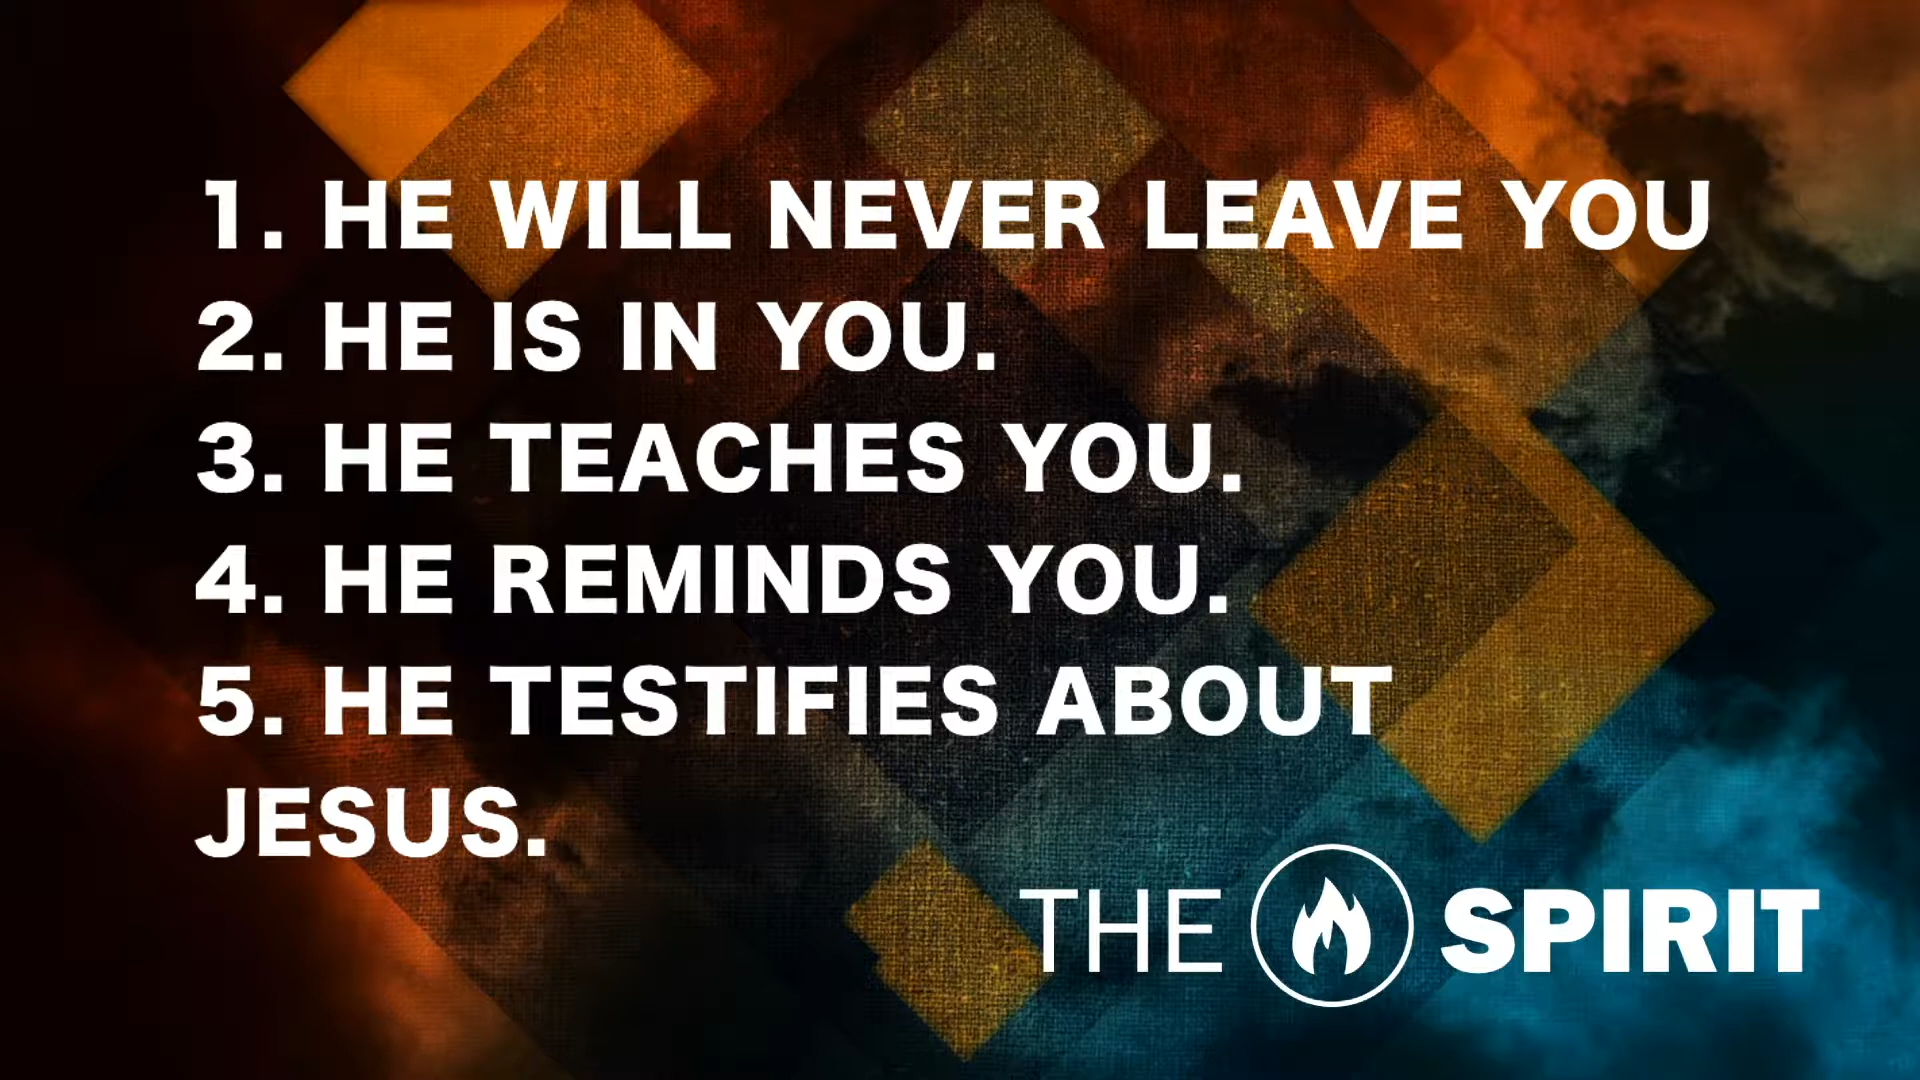 1. HE WILL NEVER LEAVE YOU
2. HE IS IN YOU.
3. HE TEACHES YOU.
4. HE REMINDS YOU.
5. HE TESTIFIES ABOUT
JESUS.
THE SPIRIT